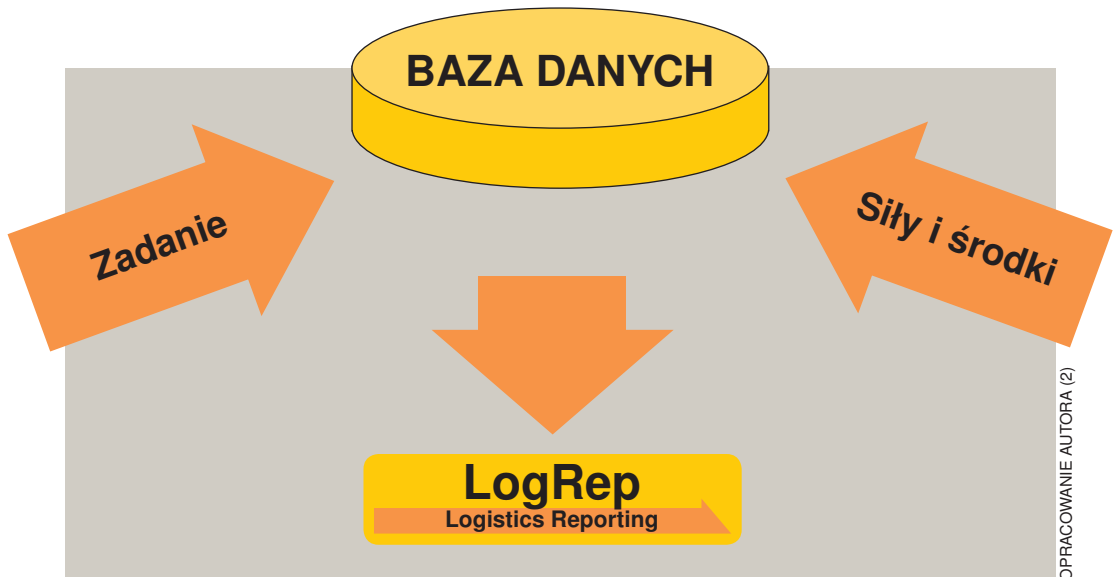 BAZA DANYCH
Zadanie
Siły i środki
LogRep
Logistics Reporting
OPRACOWANIE AUTORA (2)